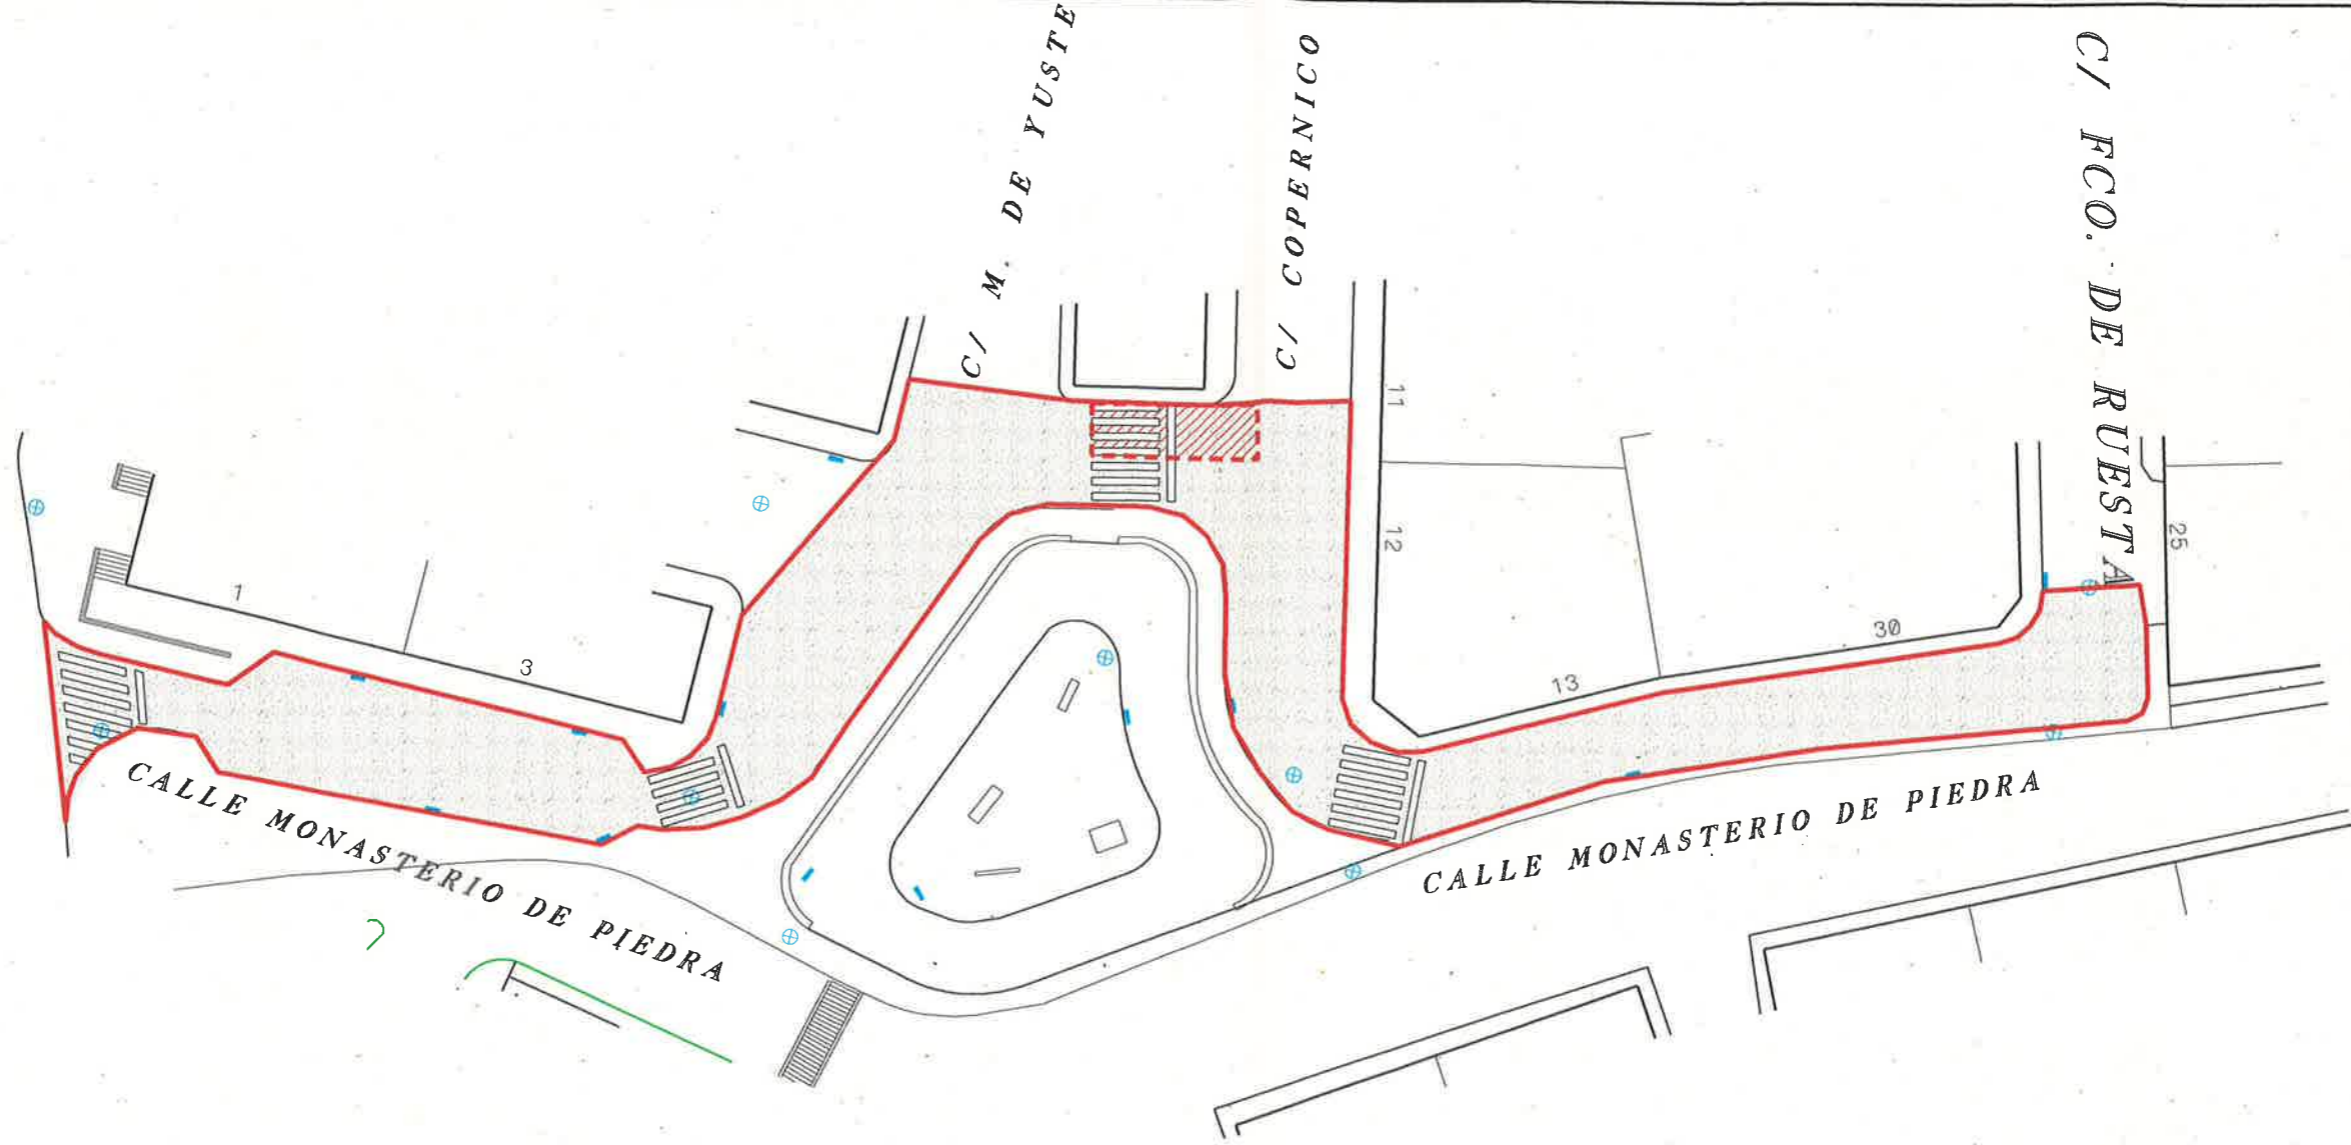 C/ M. DE YUSTE
C/ COPERNICO
C/ FCO. DE RUESTA
11
12
25
1
3
13
30
CALLE MONASTERIO DE PIEDRA
CALLE MONASTERIO DE PIEDRA